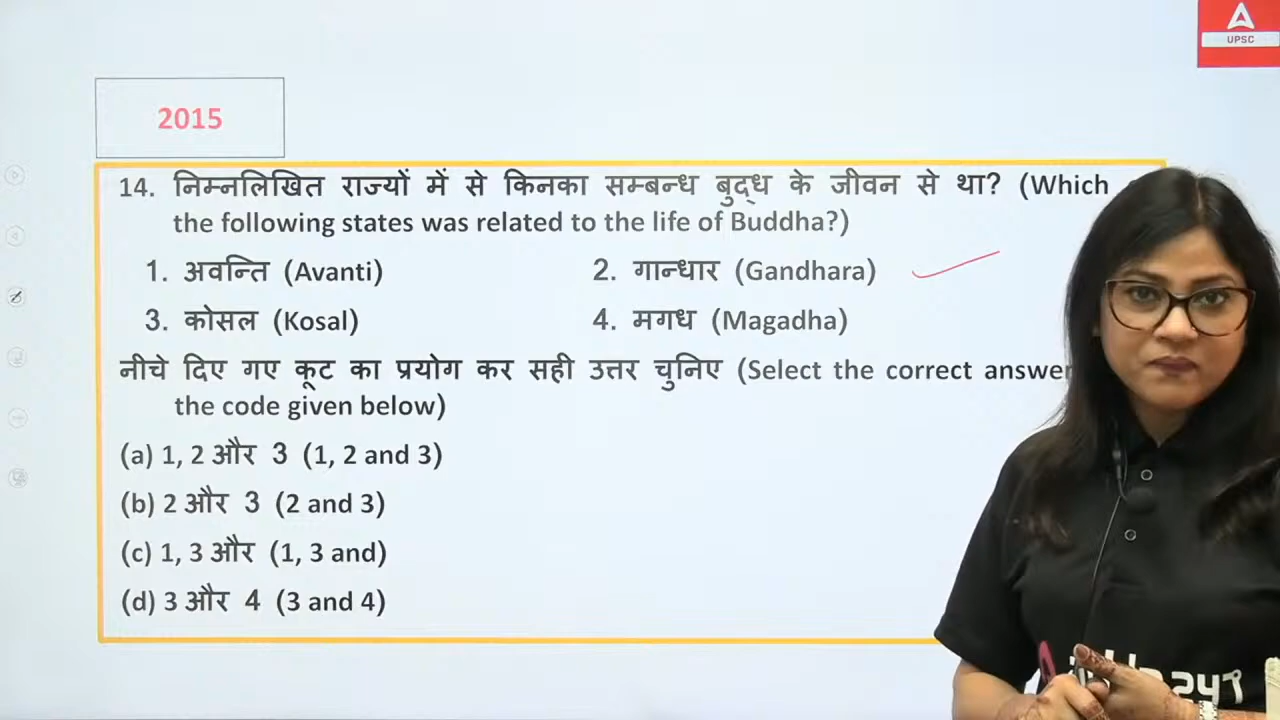 UPSC
2015
14. निम्नलिखित राज्यों में से किनका सम्बन्ध बुद्ध के जीवन से था? (Which
the following states was related to the life of Buddha?)
1. अवन्ति (Avanti) 2. गान्धार (Gandhara)
3. कोसल (Kosal) 4. मगध (Magadha)
नीचे दिए गए कूट का प्रयोग कर सही उत्तर चुनिए (Select the correct answer
the code given below)
(a) 1, 2 और 3 (1, 2 and 3)
(b) 2 और 3 (2 and 3)
(c) 1, 3 और (1, 3 and)
(d) 3 और 4 (3 and 4)